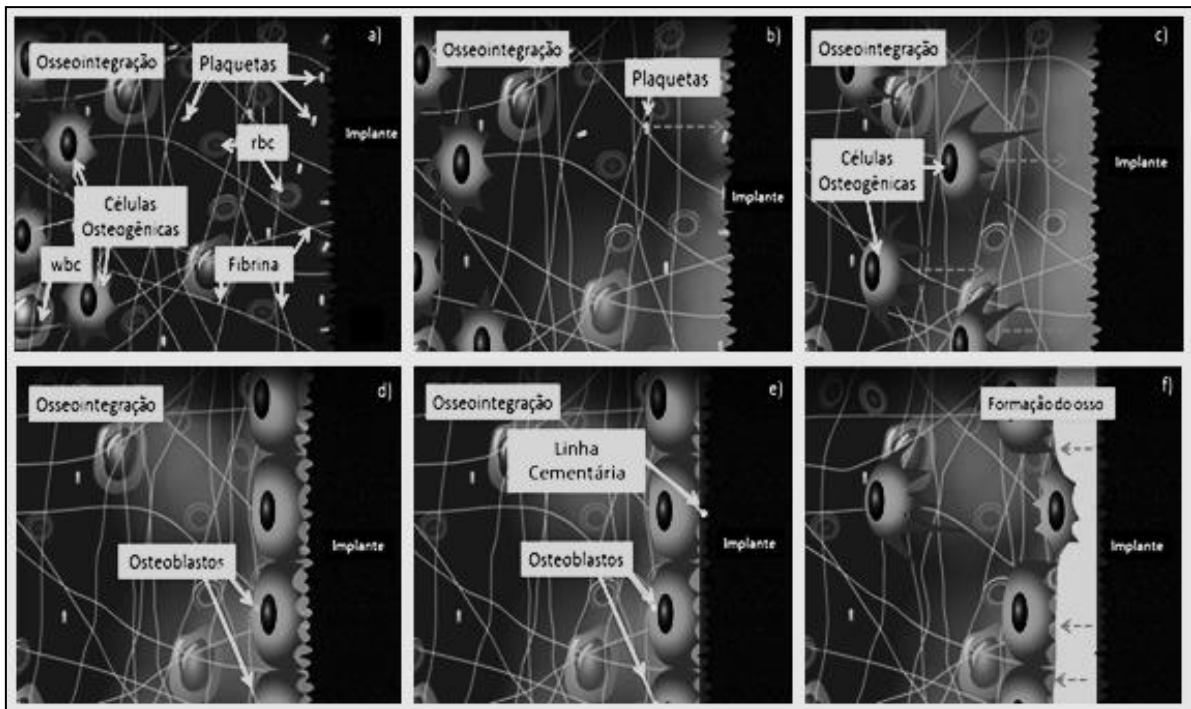 a)
Osseointegração
Plaquetas
Implante
rbc
Células
Osteogênicas
wbc
Fibrina
b)
Osseointegração
Plaquetas
Implante
c)
Osseointegração
Células
Osteogênicas
Implante
d)
Osseointegração
Implante
Osteoblastos
e)
Osseointegração
Linha
Cementária
Implante
Osteoblastos
f)
Formação do osso
Implante